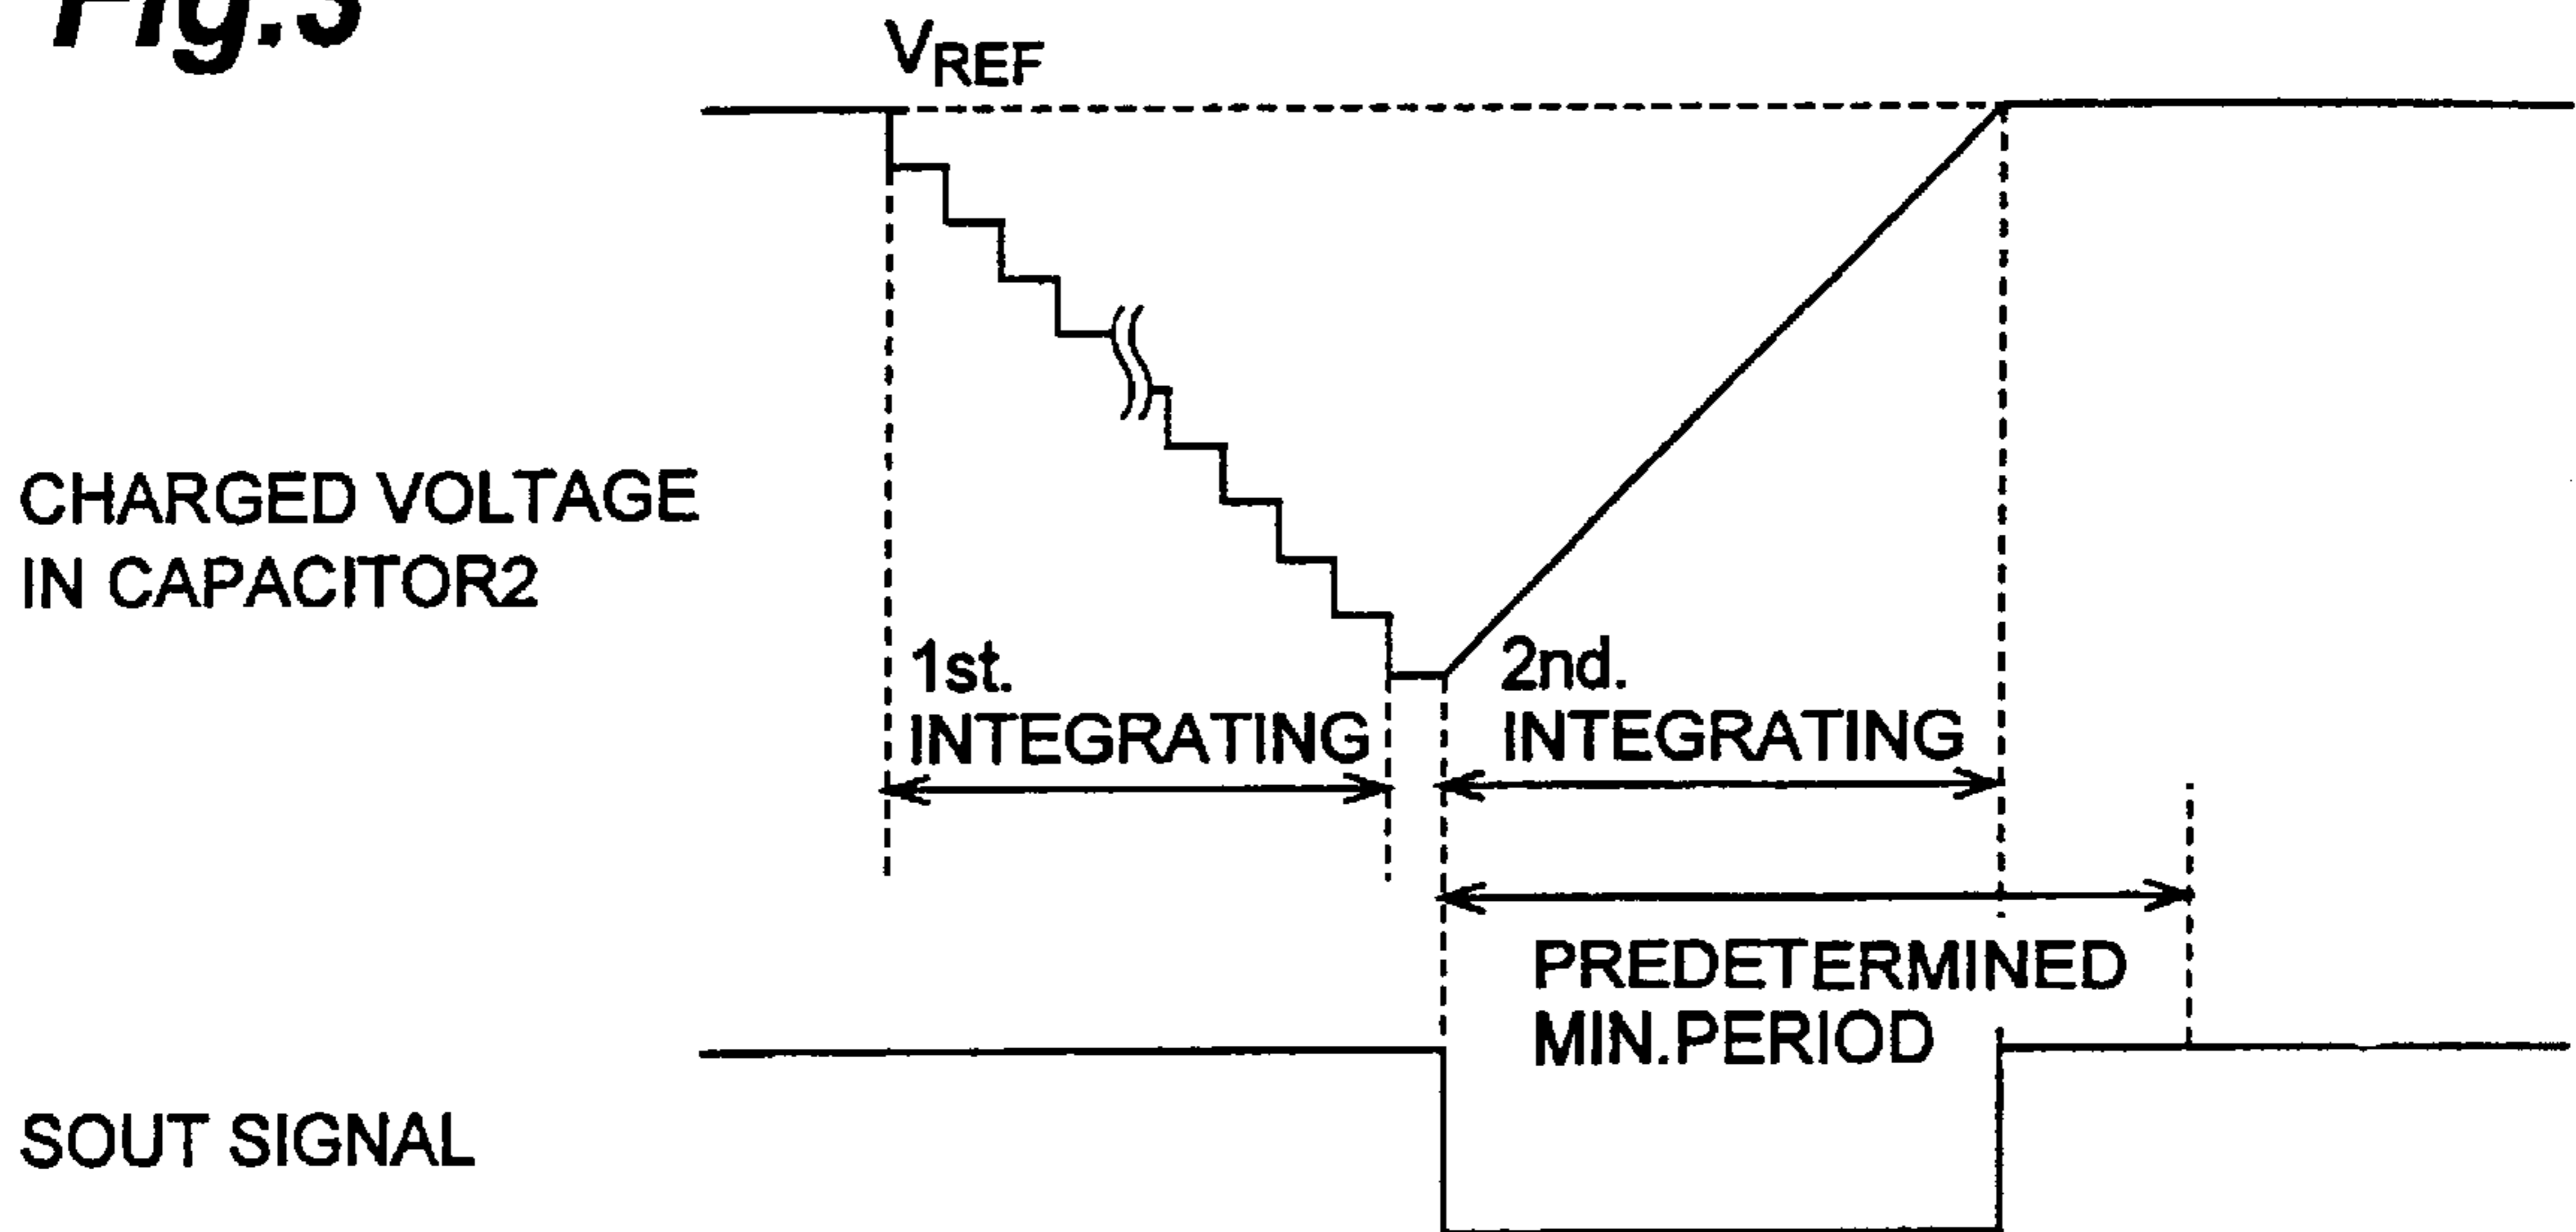 Fig.3
VREF
CHARGED VOLTAGE
IN CAPACITOR2
1st.
INTEGRATING
2nd.
INTEGRATING
PREDETERMINED
MIN.PERIOD
SOUT SIGNAL